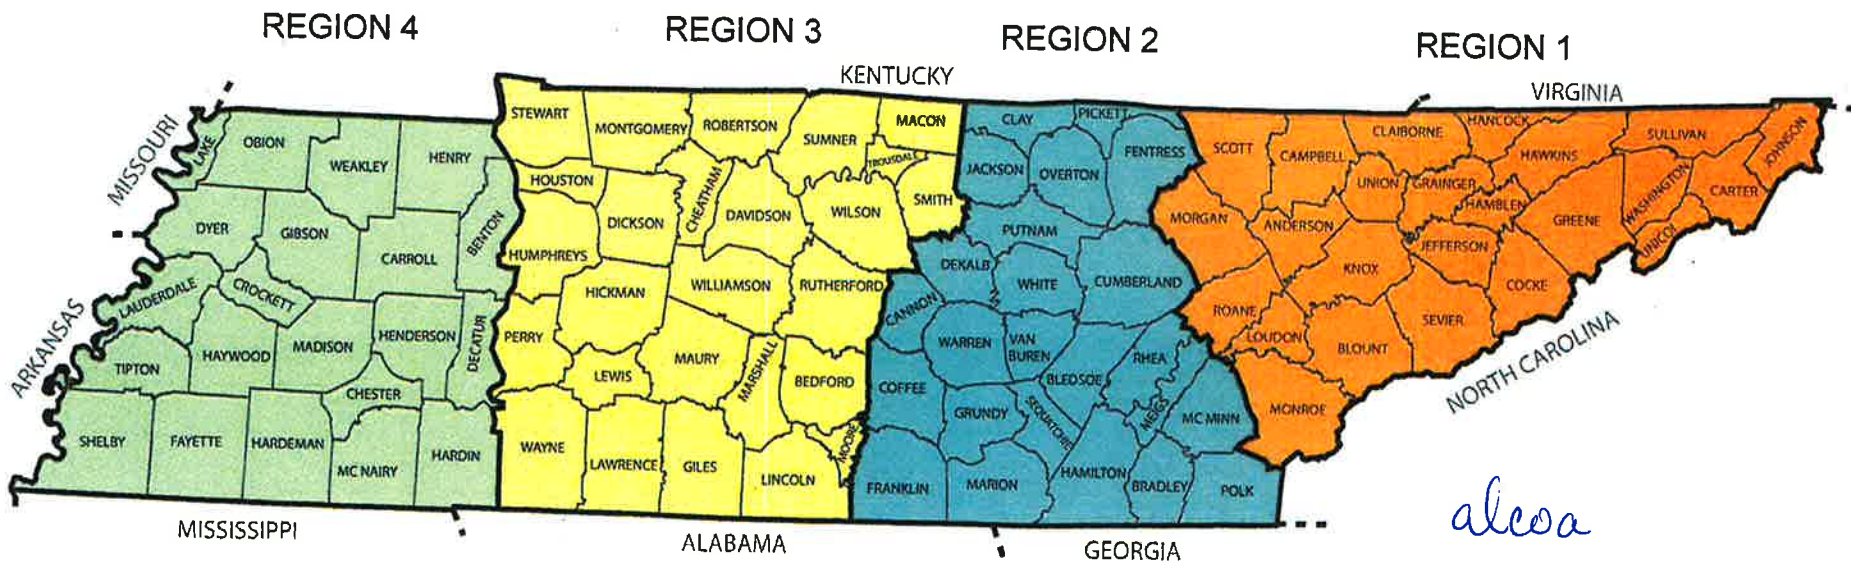 REGION 4
REGION 3
REGION 2
REGION 1
KENTUCKY
VIRGINIA
MISSOURI
ARKANSAS
MISSISSIPPI
ALABAMA
GEORGIA
NORTH CAROLINA
LAKE
OBION
WEAKLEY
HENRY
DYER
GIBSON
CARROLL
BENTON
LAUDERDALE
CROCKETT
TIPTON
HAYWOOD
MADISON
HENDERSON
DECATUR
CHESTER
SHELBY
FAYETTE
HARDEMAN
MC NAIRY
HARDIN
STEWART
MONTGOMERY
ROBERTSON
SUMNER
MACON
TROUSDALE
HOUSTON
DICKSON
CHEATHAM
DAVIDSON
WILSON
SMITH
HUMPHREYS
HICKMAN
WILLIAMSON
RUTHERFORD
PERRY
LEWIS
MAURY
MARSHALL
BEDFORD
WAYNE
LAWRENCE
GILES
LINCOLN
MOORE
CLAY
PICKETT
JACKSON
OVERTON
FENTRESS
PUTNAM
DEKALB
WHITE
CUMBERLAND
CANNON
WARREN
VAN
BUREN
RHEA
COFFEE
BLEDSOE
GRUNDY
SEQUATCHIE
MEIGS
MC MINN
FRANKLIN
MARION
HAMILTON
BRADLEY
POLK
SCOTT
CAMPBELL
CLAIBORNE
HANCOCK
HAWKINS
SULLIVAN
JOHNSON
UNION
GRAINGER
HAMBLEN
WASHINGTON
CARTER
MORGAN
ANDERSON
JEFFERSON
GREENE
UNICOI
KNOX
COCKE
ROANE
LOUDON
BLOUNT
SEVIER
MONROE
alcoa